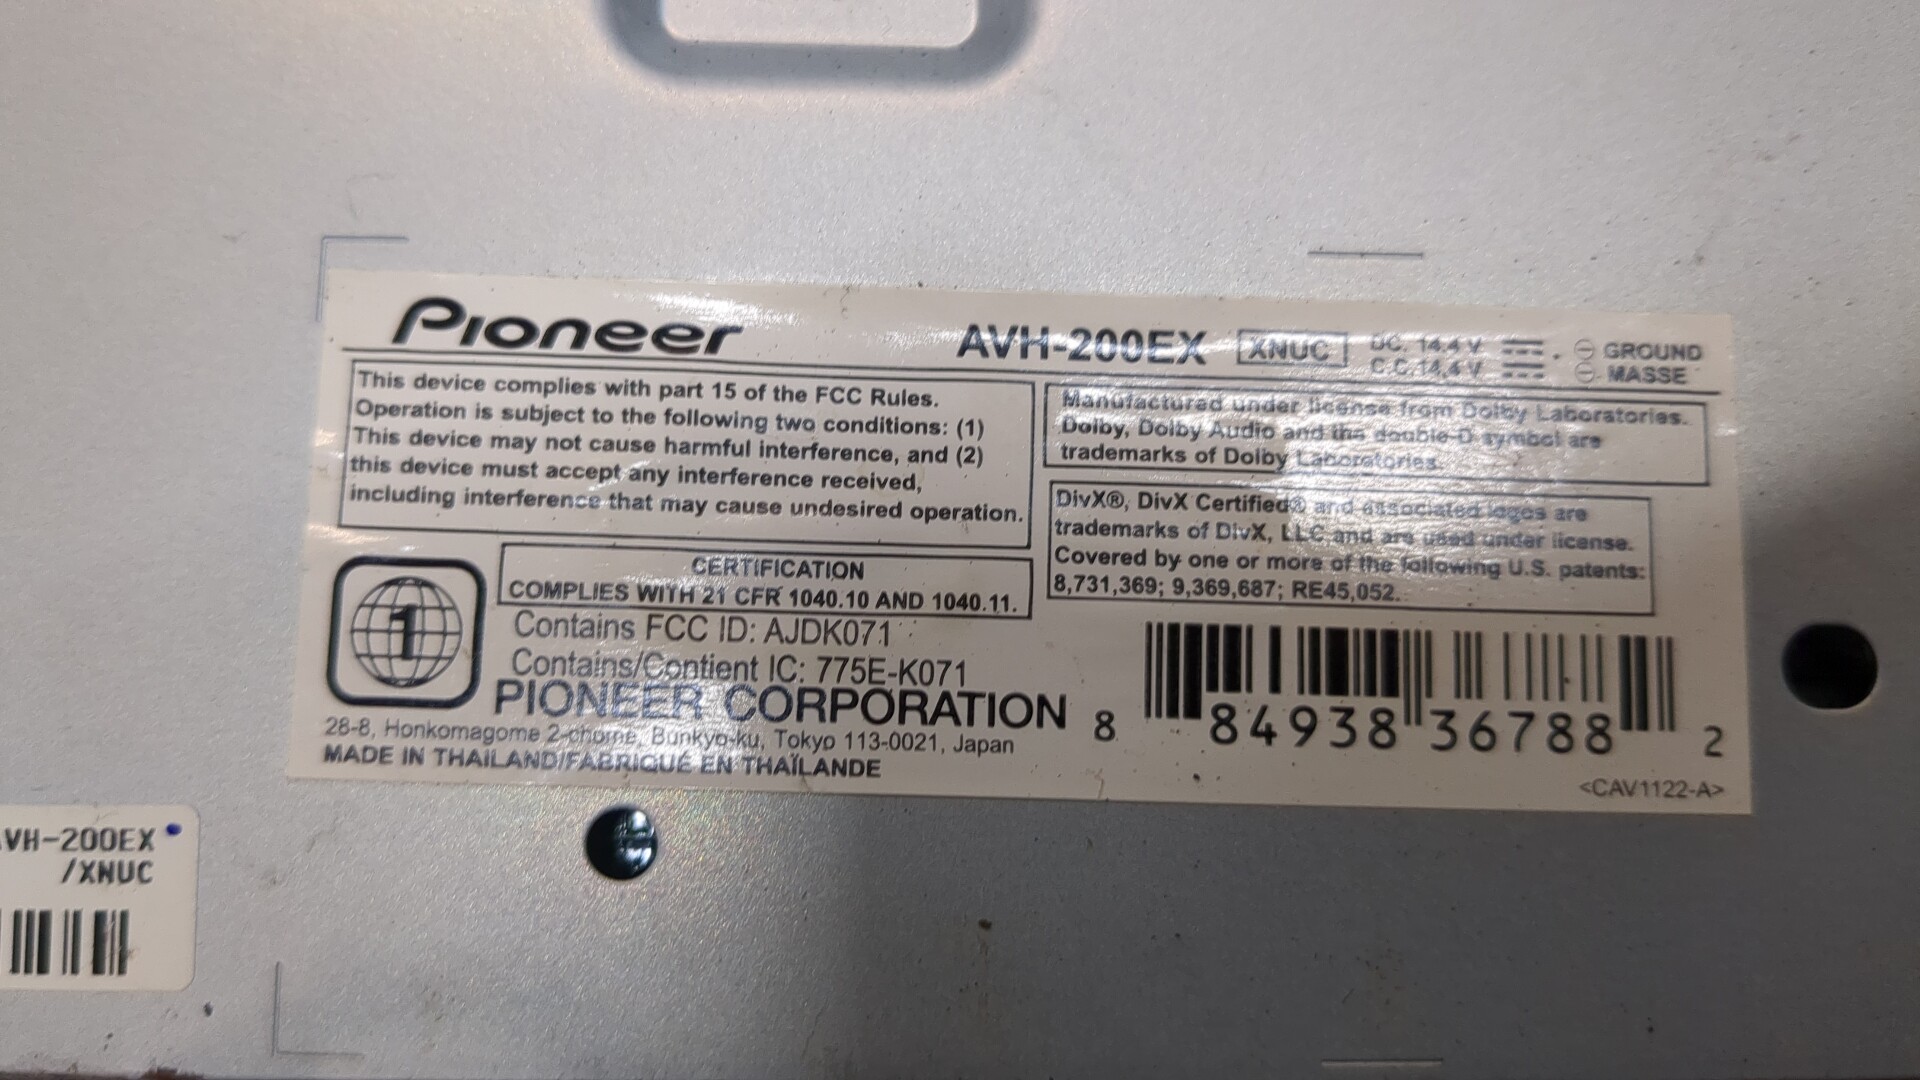 Pioneer
AVH-200EX XNUC DC. 14.4 V GROUND
C.C. 14,4 V MASSE
This device complies with part 15 of the FCC Rules.
Operation is subject to the following two conditions: (1)
This device may not cause harmful interference, and (2)
this device must accept any interference received,
including interference that may cause undesired operation.
Manufactured under license from Dolby Laboratories.
Dolby, Dolby Audio and the double-D symbol are
trademarks of Dolby Laboratories.
DivX®, DivX Certified® and associated logos are
trademarks of DivX, LLC and are used under license.
Covered by one or more of the following U.S. patents:
8,731,369; 9,369,687; RE45,052.
1
CERTIFICATION
COMPLIES WITH 21 CFR 1040.10 AND 1040.11.
Contains FCC ID: AJDK071
Contains/Contient IC: 775E-K071
PIONEER CORPORATION
28-8, Honkomagome 2-chome, Bunkyo-ku, Tokyo 113-0021, Japan
MADE IN THAILAND/FABRIQUÉ EN THAÏLANDE
8 84938 36788 2
<CAV1122-A>
VH-200EX
/XNUC